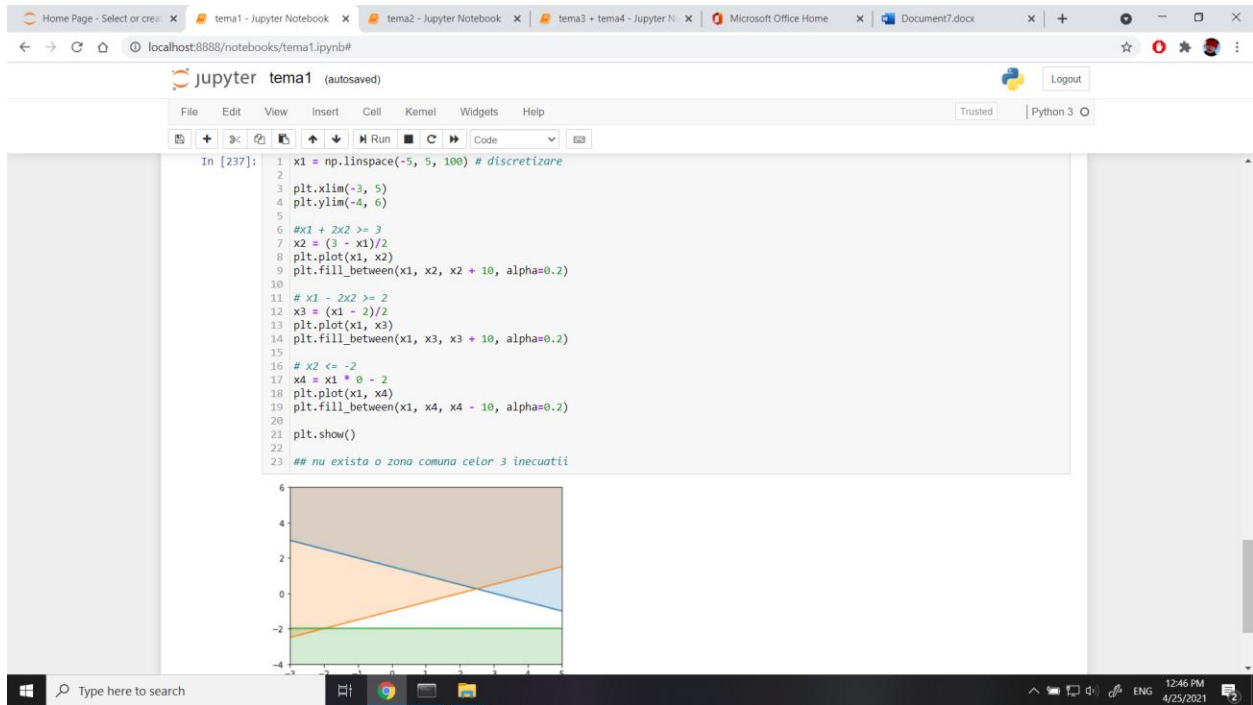 Home Page - Select or crea
tema1 - Jupyter Notebook
tema2 - Jupyter Notebook
tema3 + tema4 - Jupyter N
Microsoft Office Home
Document7.docx
localhost:8888/notebooks/tema1.ipynb#
jupyter tema1 (autosaved)
Logout
File Edit View Insert Cell Kernel Widgets Help
Trusted
Python 3
Run
Code
In [237]:
1 x1 = np.linspace(-5, 5, 100) # discretizare
2
3 plt.xlim(-3, 5)
4 plt.ylim(-4, 6)
5
6 #x1 + 2x2 >= 3
7 x2 = (3 - x1)/2
8 plt.plot(x1, x2)
9 plt.fill_between(x1, x2, x2 + 10, alpha=0.2)
10
11 # x1 - 2x2 >= 2
12 x3 = (x1 - 2)/2
13 plt.plot(x1, x3)
14 plt.fill_between(x1, x3, x3 + 10, alpha=0.2)
15
16 # x2 <= -2
17 x4 = x1 * 0 - 2
18 plt.plot(x1, x4)
19 plt.fill_between(x1, x4, x4 - 10, alpha=0.2)
20
21 plt.show()
22
23 ## nu exista o zona comuna celor 3 inecuatii
6
4
2
0
-2
-4
Type here to search
ENG
12:46 PM
4/25/2021
2